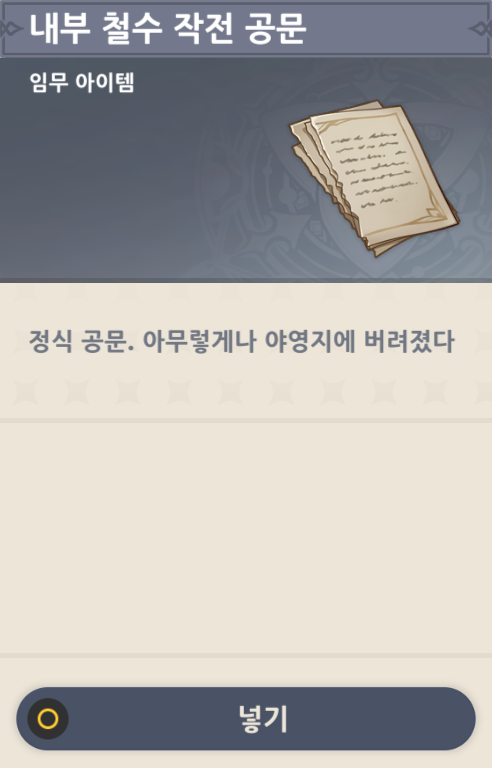 내부 철수 작전 공문
임무 아이템
정식 공문. 아무렇게나 야영지에 버려졌다
넣기